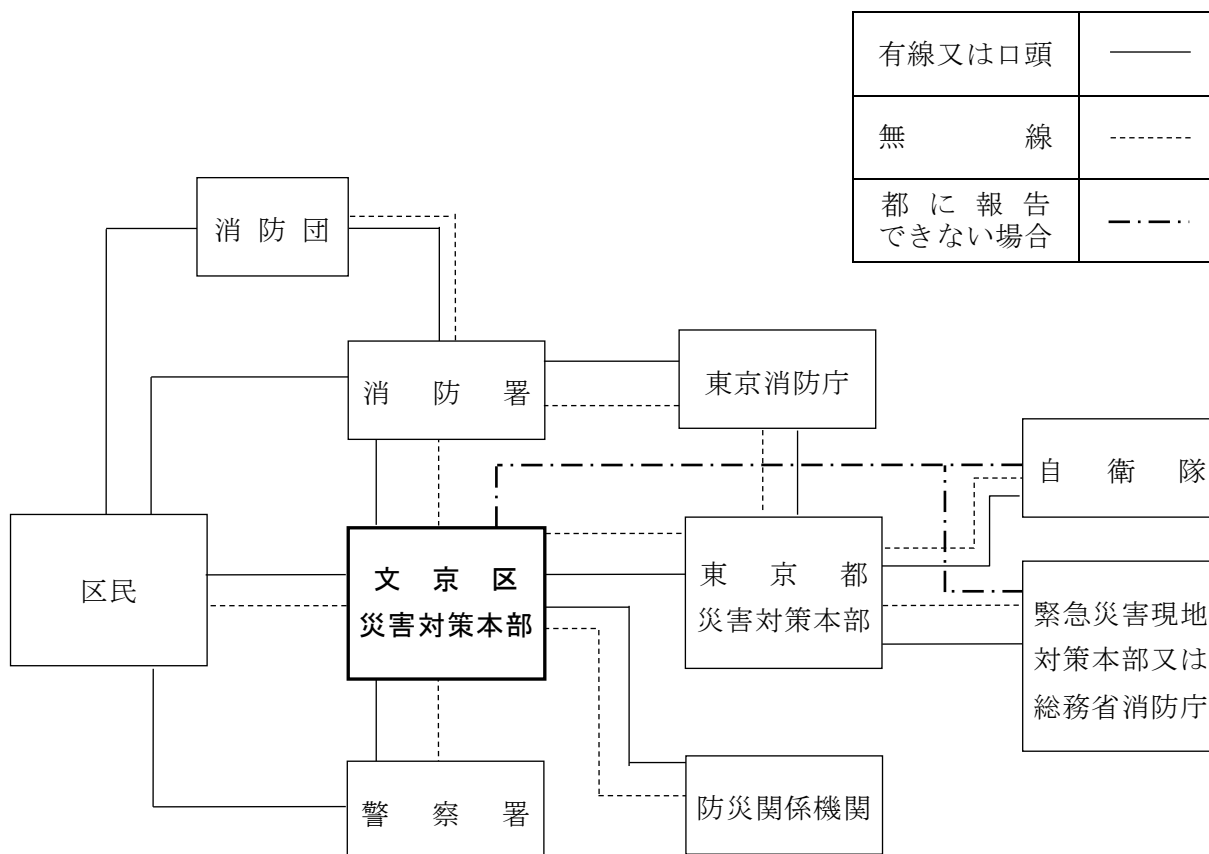 有線又は口頭
無線
都に報告
できない場合
消防団
消防署
東京消防庁
自衛隊
区民
文京区
災害対策本部
東京都
災害対策本部
緊急災害現地
対策本部又は
総務省消防庁
警察署
防災関係機関